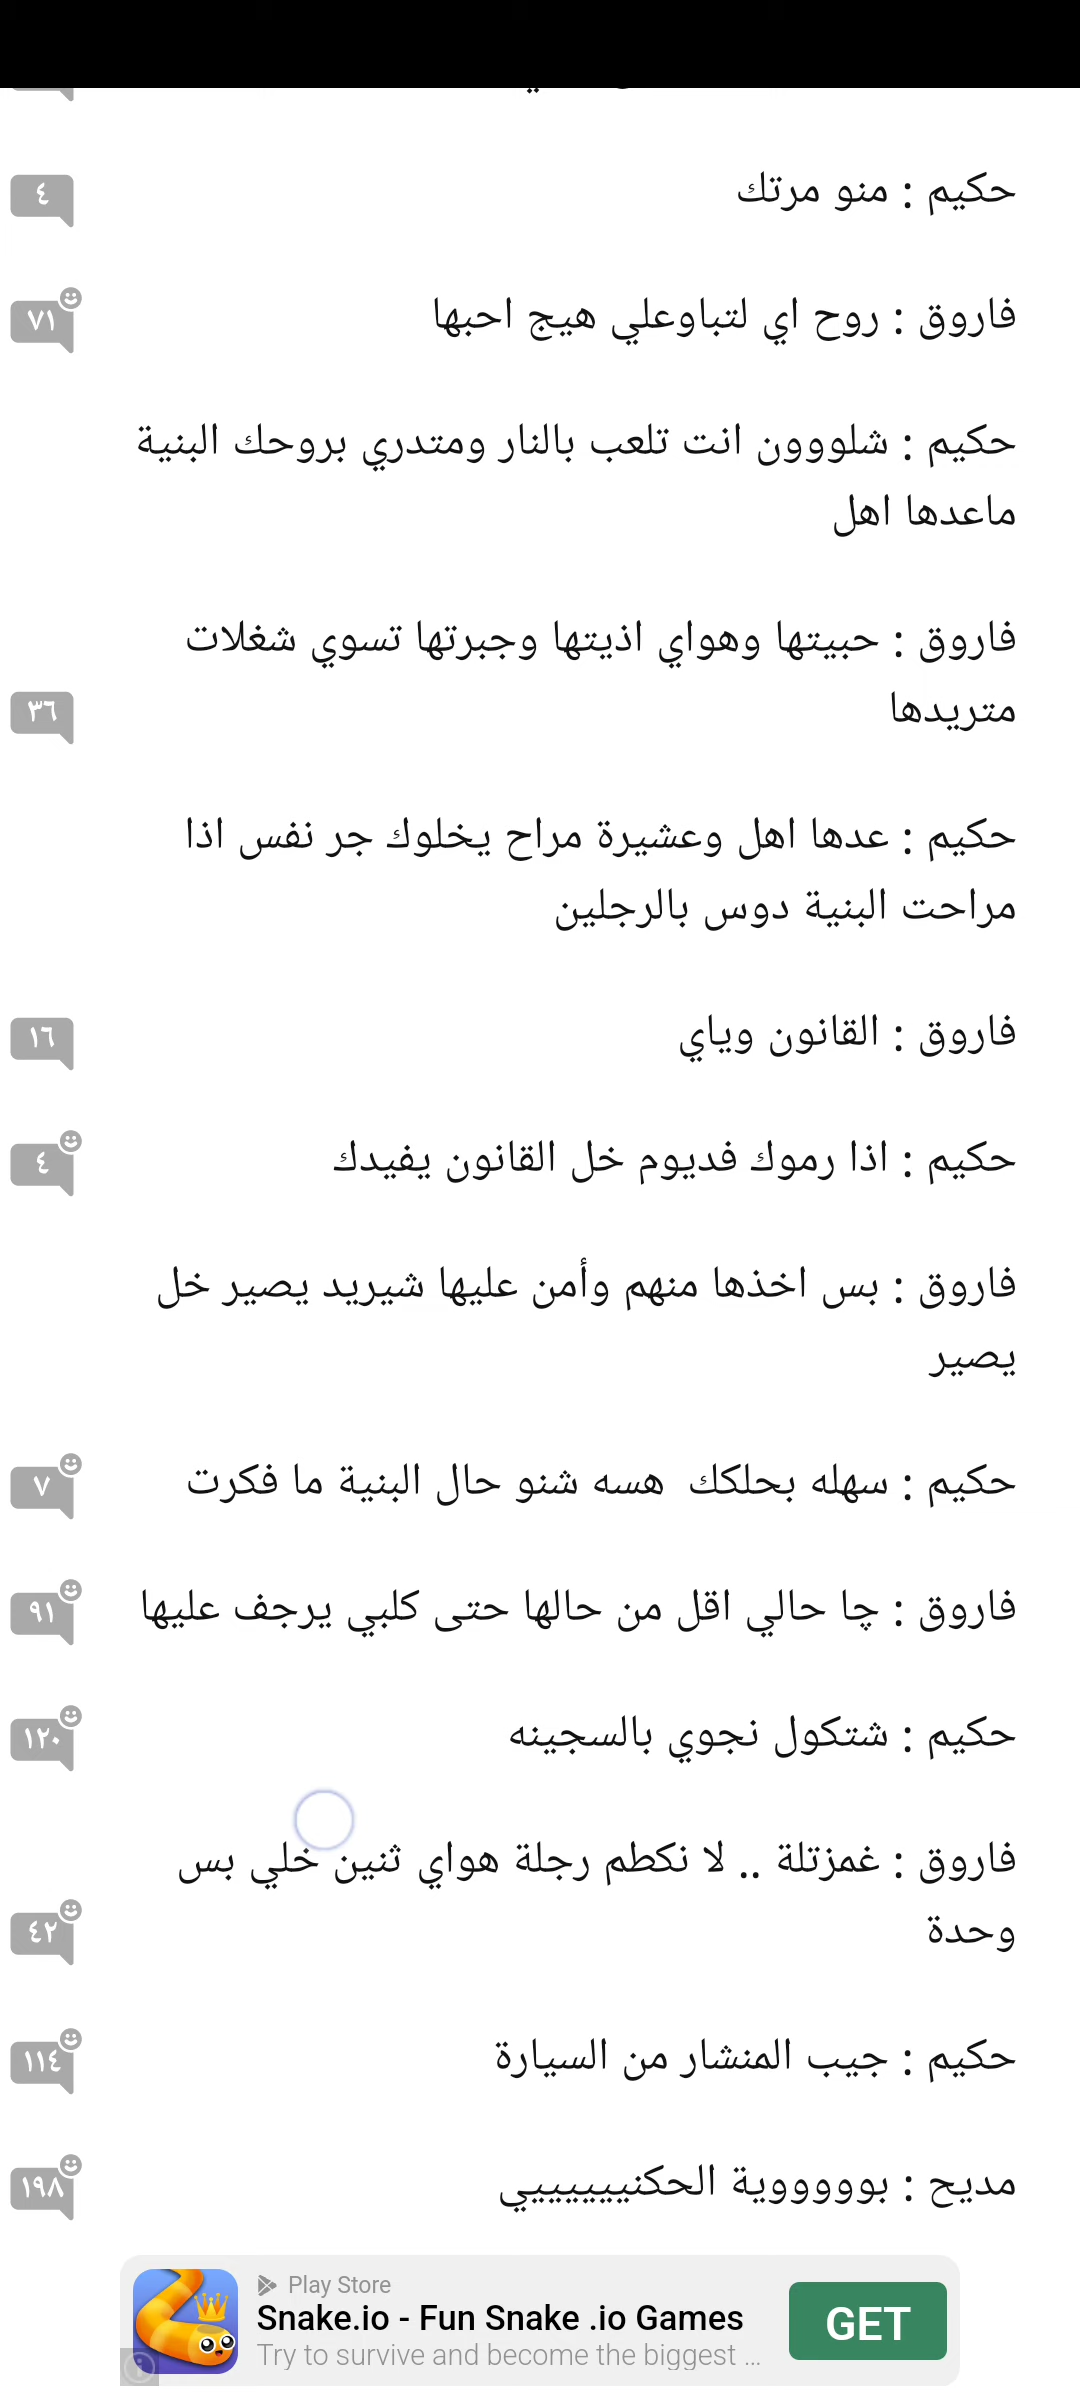 حكيم : منو مرتك
٤
فاروق : روح اي لتباوعلي هيج احبها
٧١
حكيم : شلوووون انت تلعب بالنار ومتدري بروحك البنية
ماعدها اهل
فاروق : حبيتها وهواي اذيتها وجبرتها تسوي شغلات
متريدها
٣٦
حكيم : عدها اهل وعشيرة مراح يخلوك جر نفس اذا
مراحت البنية دوس بالرجلين
فاروق : القانون وياي
١٦
حكيم : اذا رموك فديوم خل القانون يفيدك
٤
فاروق : بس اخذها منهم وأمن عليها شيريد يصير خل
يصير
حكيم : سهله بحلكك هسه شنو حال البنية ما فكرت
٧
فاروق : چا حالي اقل من حالها حتى كلبي يرجف عليها
٩١
حكيم : شتكول نجوي بالسجينه
١٢٠
فاروق : غمزتلة .. لا نكطم رجلة هواي ثنين خلي بس
وحدة
٤٢
حكيم : جيب المنشار من السيارة
١١٤
مديح : بووووووية الحكنيييييييي
١٩٨
Play Store
Snake.io - Fun Snake .io Games
Try to survive and become the biggest ...
GET